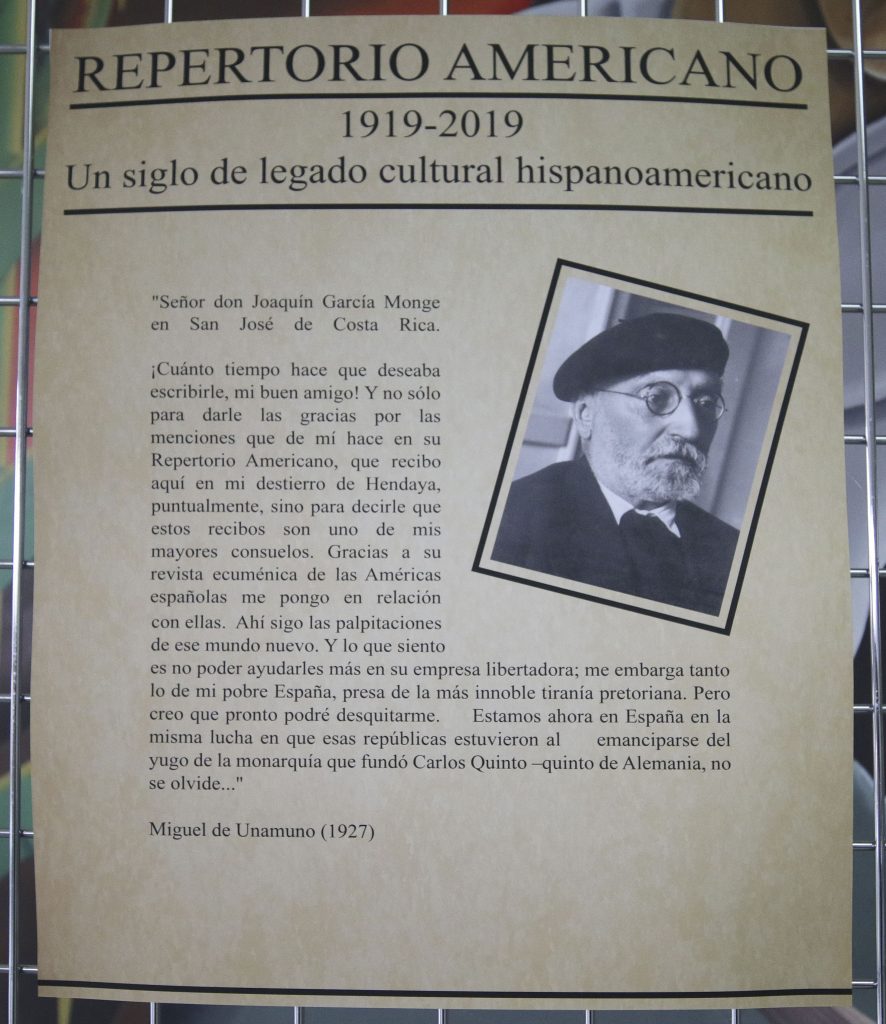 REPERTORIO AMERICANO
1919-2019
Un siglo de legado cultural hispanoamericano
"Señor don Joaquín García Monge
en San José de Costa Rica.
¡Cuánto tiempo hace que deseaba
escribirle, mi buen amigo! Y no sólo
para darle las gracias por las
menciones que de mí hace en su
Repertorio Americano, que recibo
aquí en mi destierro de Hendaya,
puntualmente, sino para decirle que
estos recibos son uno de mis
mayores consuelos. Gracias a su
revista ecuménica de las Américas
españolas me pongo en relación
con ellas. Ahí sigo las palpitaciones
de ese mundo nuevo. Y lo que siento
es no poder ayudarles más en su empresa libertadora; me embarga tanto
lo de mi pobre España, presa de la más innoble tiranía pretoriana. Pero
creo que pronto podré desquitarme. Estamos ahora en España en la
misma lucha en que esas repúblicas estuvieron al emanciparse del
yugo de la monarquía que fundó Carlos Quinto –quinto de Alemania, no
se olvide..."
Miguel de Unamuno (1927)